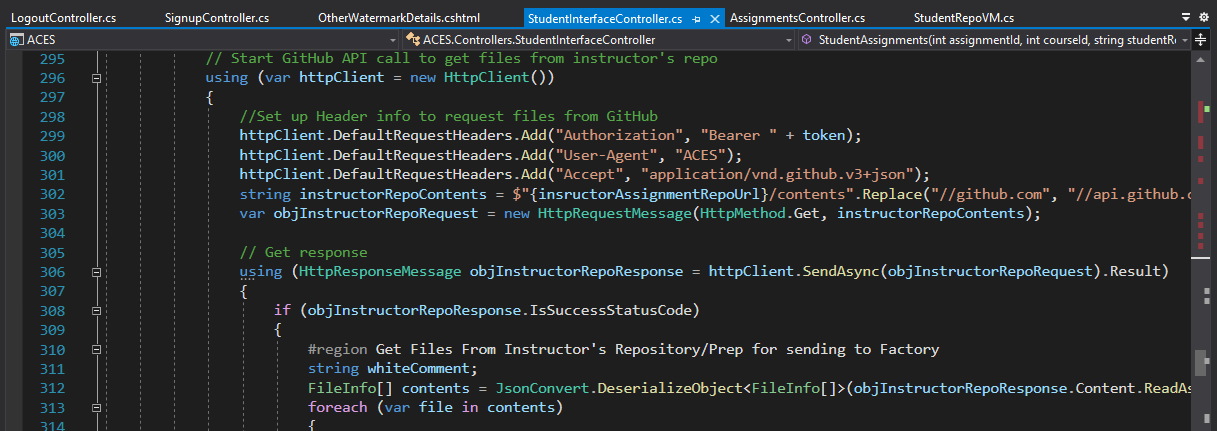 LogoutController.cs SignupController.cs OtherWatermarkDetails.cshtml StudentInterfaceController.cs AssignmentsController.cs StudentRepoVM.cs
ACES ACES.Controllers.StudentInterfaceController StudentAssignments(int assignmentId, int courseId, string studentRe
295 // Start GitHub API call to get files from instructor's repo
296 using (var httpClient = new HttpClient())
297 {
298 //Set up Header info to request files from GitHub
299 httpClient.DefaultRequestHeaders.Add("Authorization", "Bearer " + token);
300 httpClient.DefaultRequestHeaders.Add("User-Agent", "ACES");
301 httpClient.DefaultRequestHeaders.Add("Accept", "application/vnd.github.v3+json");
302 string instructorRepoContents = $"{insructorAssignmentRepoUrl}/contents".Replace("//github.com", "//api.github.c
303 var objInstructorRepoRequest = new HttpRequestMessage(HttpMethod.Get, instructorRepoContents);
304
305 // Get response
306 using (HttpResponseMessage objInstructorRepoResponse = httpClient.SendAsync(objInstructorRepoRequest).Result)
307 {
308 if (objInstructorRepoResponse.IsSuccessStatusCode)
309 {
310 #region Get Files From Instructor's Repository/Prep for sending to Factory
311 string whiteComment;
312 FileInfo[] contents = JsonConvert.DeserializeObject<FileInfo[]>(objInstructorRepoResponse.Content.ReadAs
313 foreach (var file in contents)
314 {